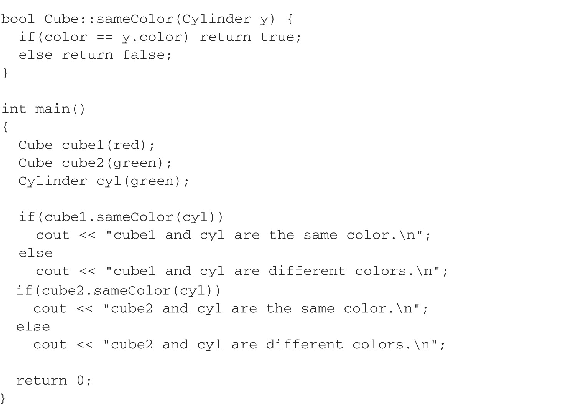 bool Cube::sameColor(Cylinder y) {
if(color == y.color) return true;
else return false;
}
int main()
{
Cube cube1(red);
Cube cube2(green);
Cylinder cyl(green);
if(cube1.sameColor(cyl))
cout << "cube1 and cyl are the same color.\n";
else
cout << "cube1 and cyl are different colors.\n";
if(cube2.sameColor(cyl))
cout << "cube2 and cyl are the same color.\n";
else
cout << "cube2 and cyl are different colors.\n";
return 0;
}